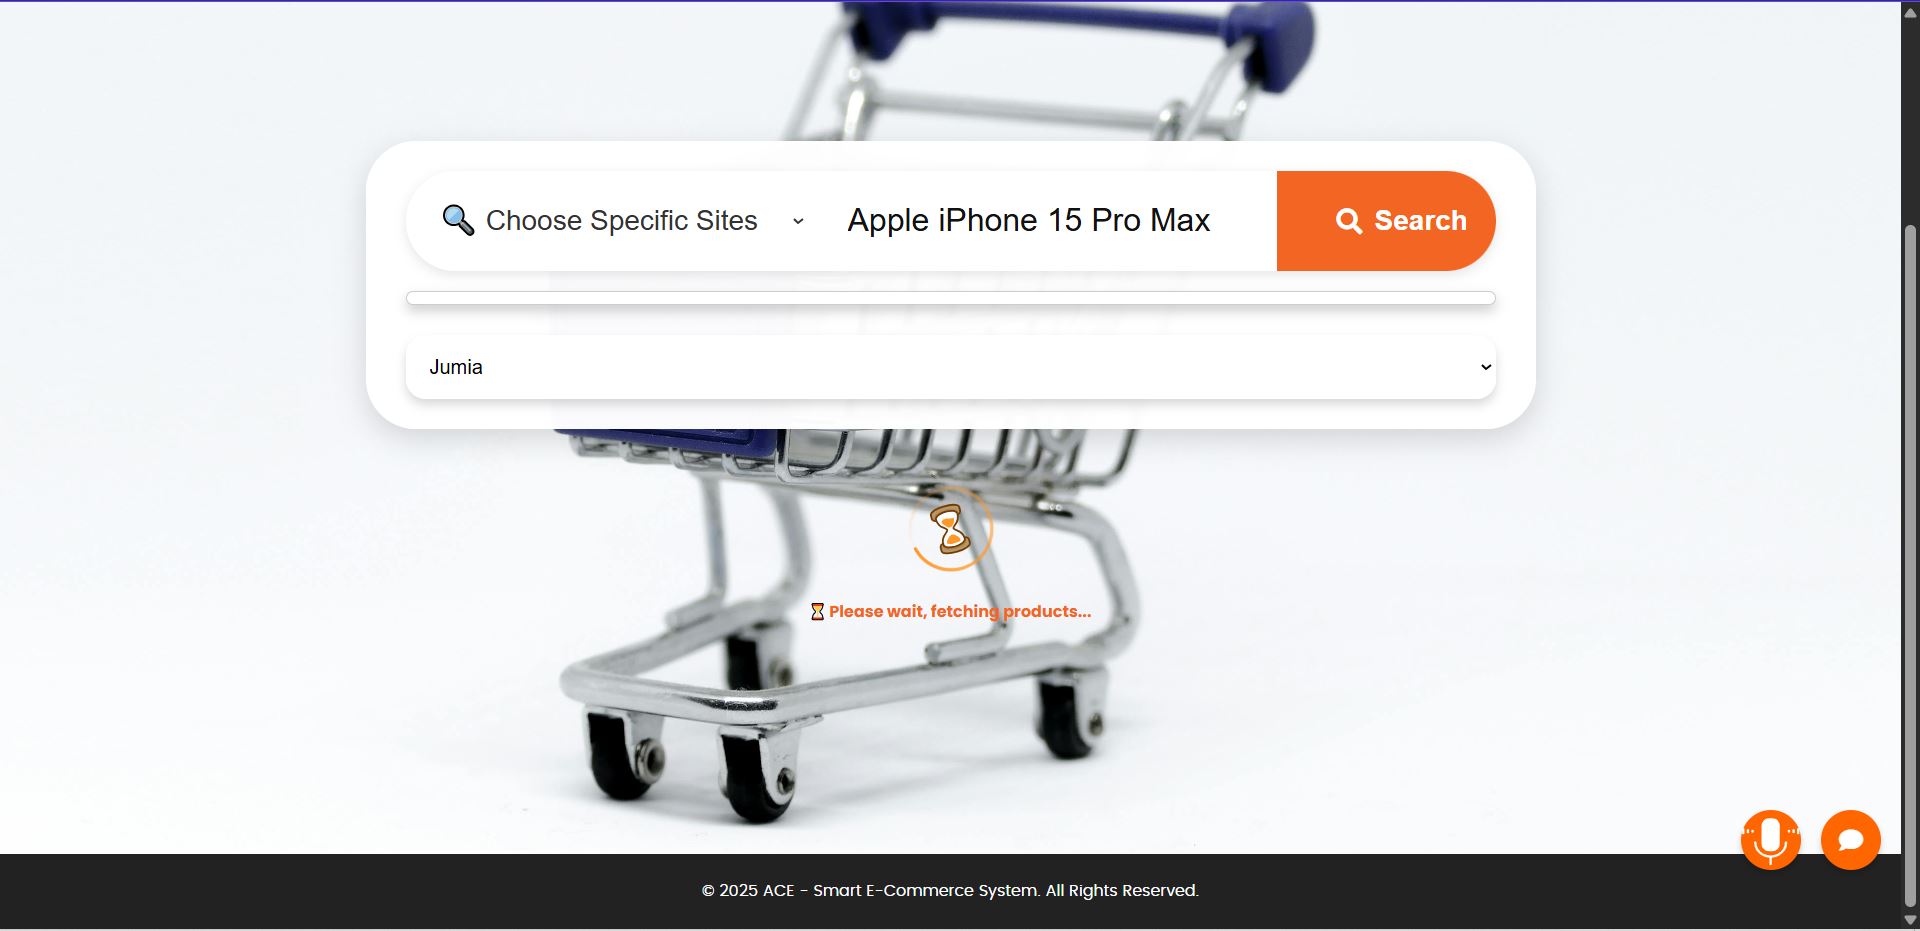 Choose Specific Sites
Apple iPhone 15 Pro Max
Search
Jumia
Please wait, fetching products...
© 2025 ACE - Smart E-Commerce System. All Rights Reserved.